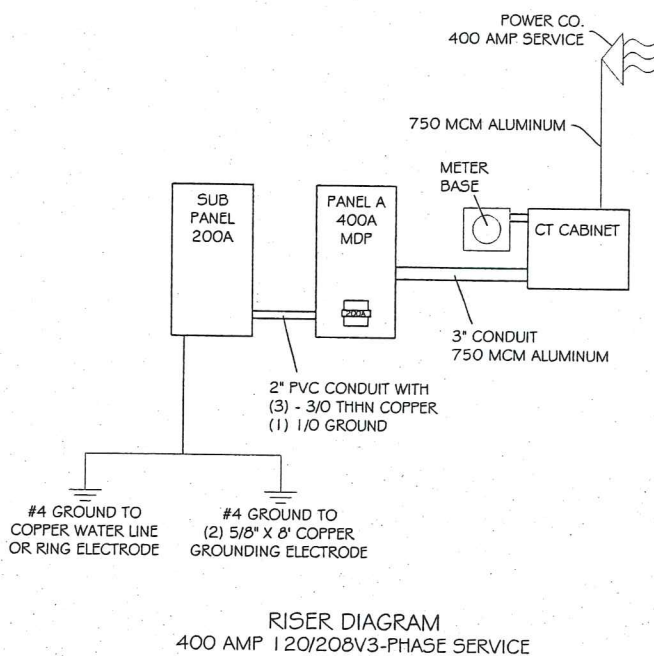 POWER CO.
400 AMP SERVICE
750 MCM ALUMINUM
METER
BASE
SUB
PANEL
200A
PANEL A
400A
MDP
CT CABINET
200A
3" CONDUIT
750 MCM ALUMINUM
2" PVC CONDUIT WITH
(3) - 3/0 THHN COPPER
(1) 1/0 GROUND
#4 GROUND TO
COPPER WATER LINE
OR RING ELECTRODE
#4 GROUND TO
(2) 5/8" X 8' COPPER
GROUNDING ELECTRODE
RISER DIAGRAM
400 AMP 120/208V3-PHASE SERVICE